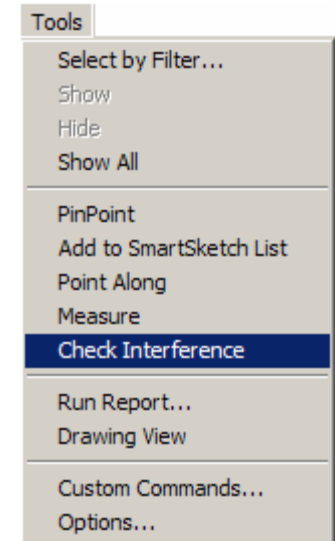 Tools
Select by Filter...
Show
Hide
Show All
PinPoint
Add to SmartSketch List
Point Along
Measure
Check Interference
Run Report...
Drawing View
Custom Commands...
Options...